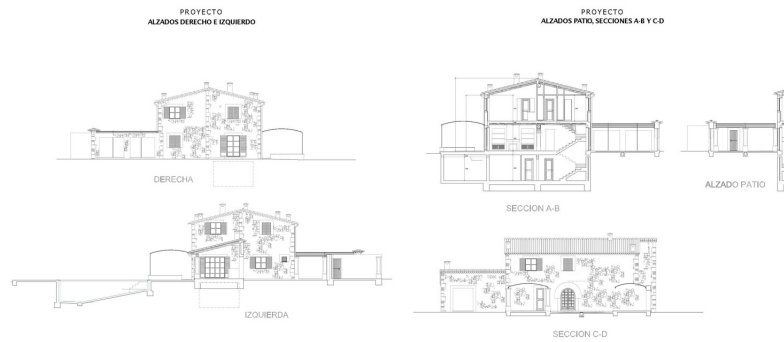 PROYECTO
ALZADOS DERECHO E IZQUIERDO
DERECHA
IZQUIERDA
PROYECTO
ALZADOS PATIO, SECCIONES A-B Y C-D
SECCION A-B
ALZADO PATIO
SECCION C-D